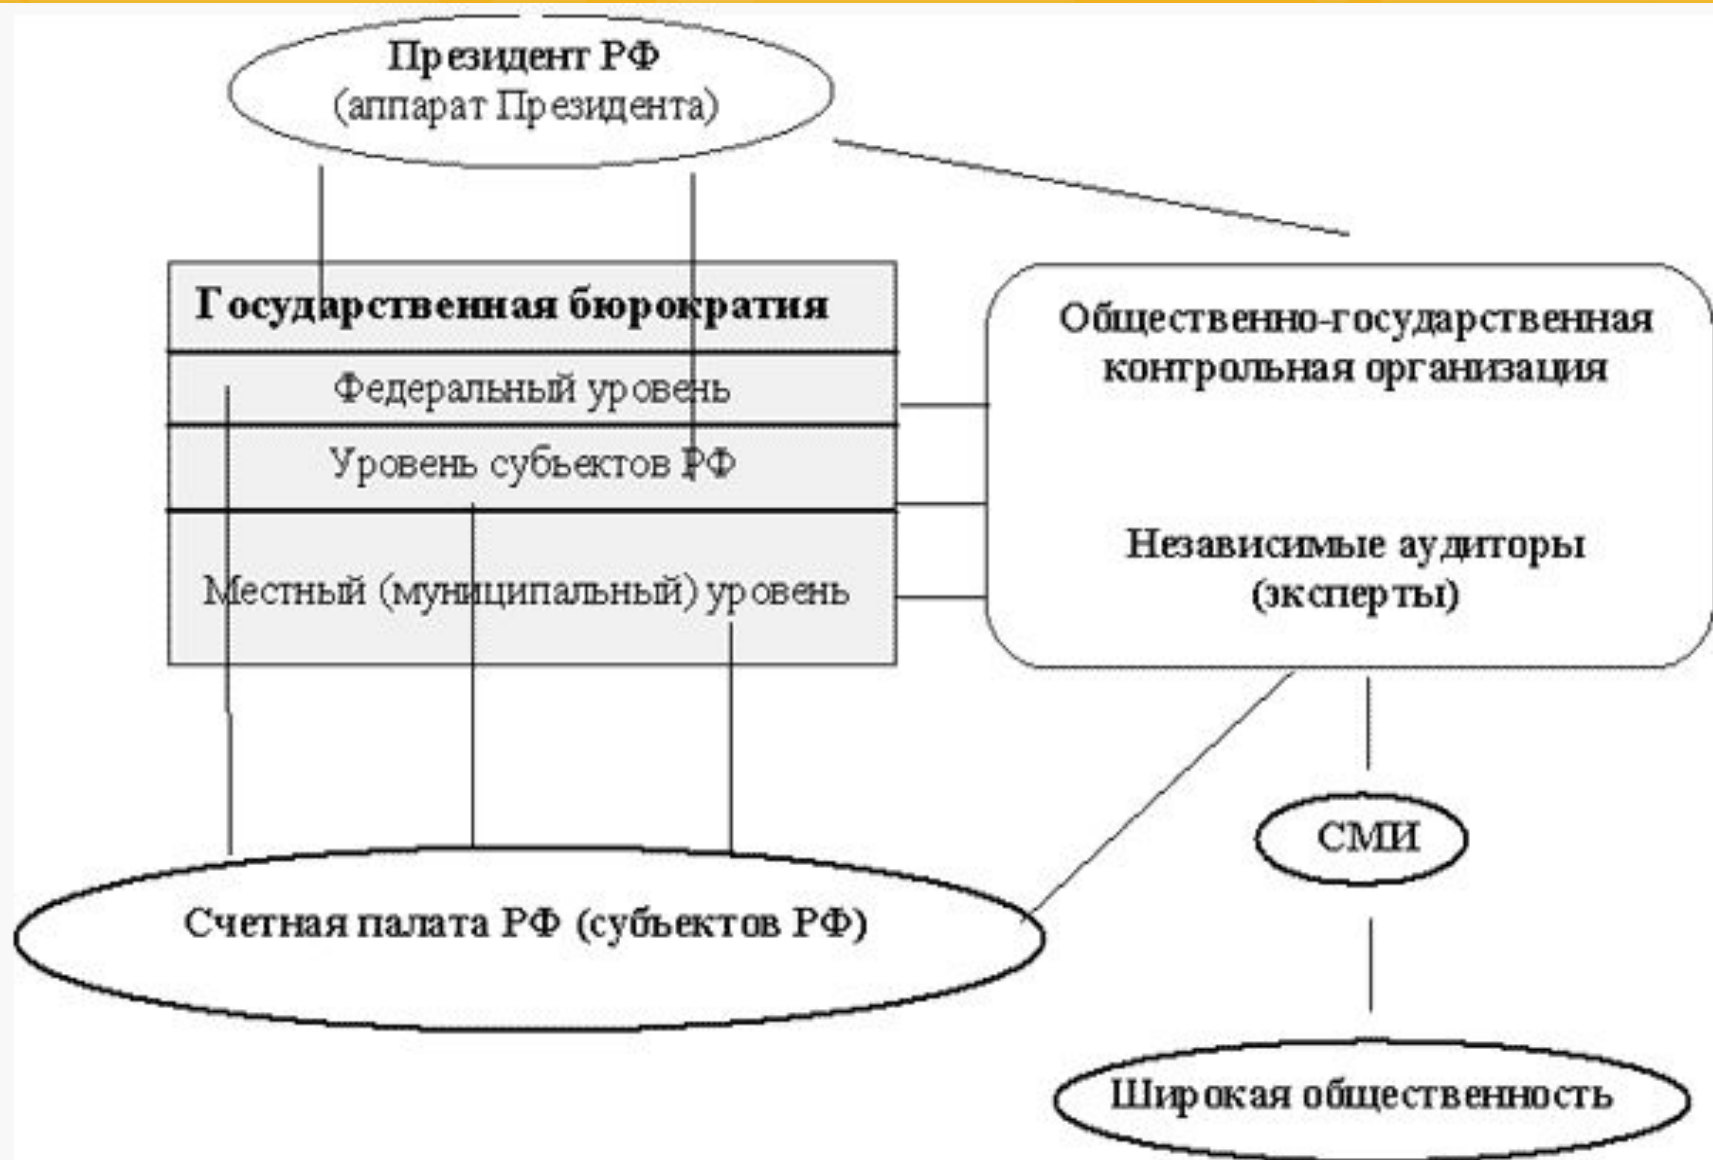 Президент РФ
(аппарат Президента)
Государственная бюрократия
Федеральный уровень
Уровень субъектов РФ
Местный (муниципальный) уровень
Общественно-государственная
контрольная организация
Независимые аудиторы
(эксперты)
СМИ
Счетная палата РФ (субъектов РФ)
Широкая общественность